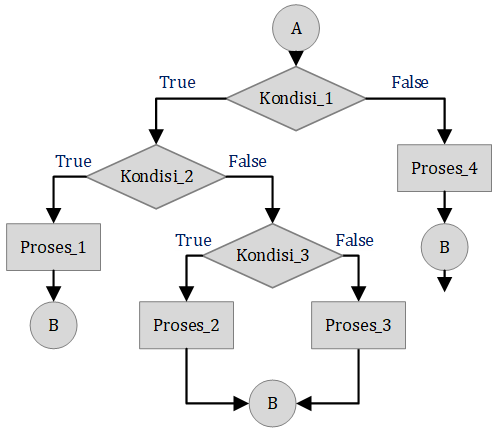 A
True
False
Kondisi_1
True
False
Kondisi_2
Proses_4
Proses_1
True
False
Kondisi_3
B
B
Proses_2
Proses_3
B